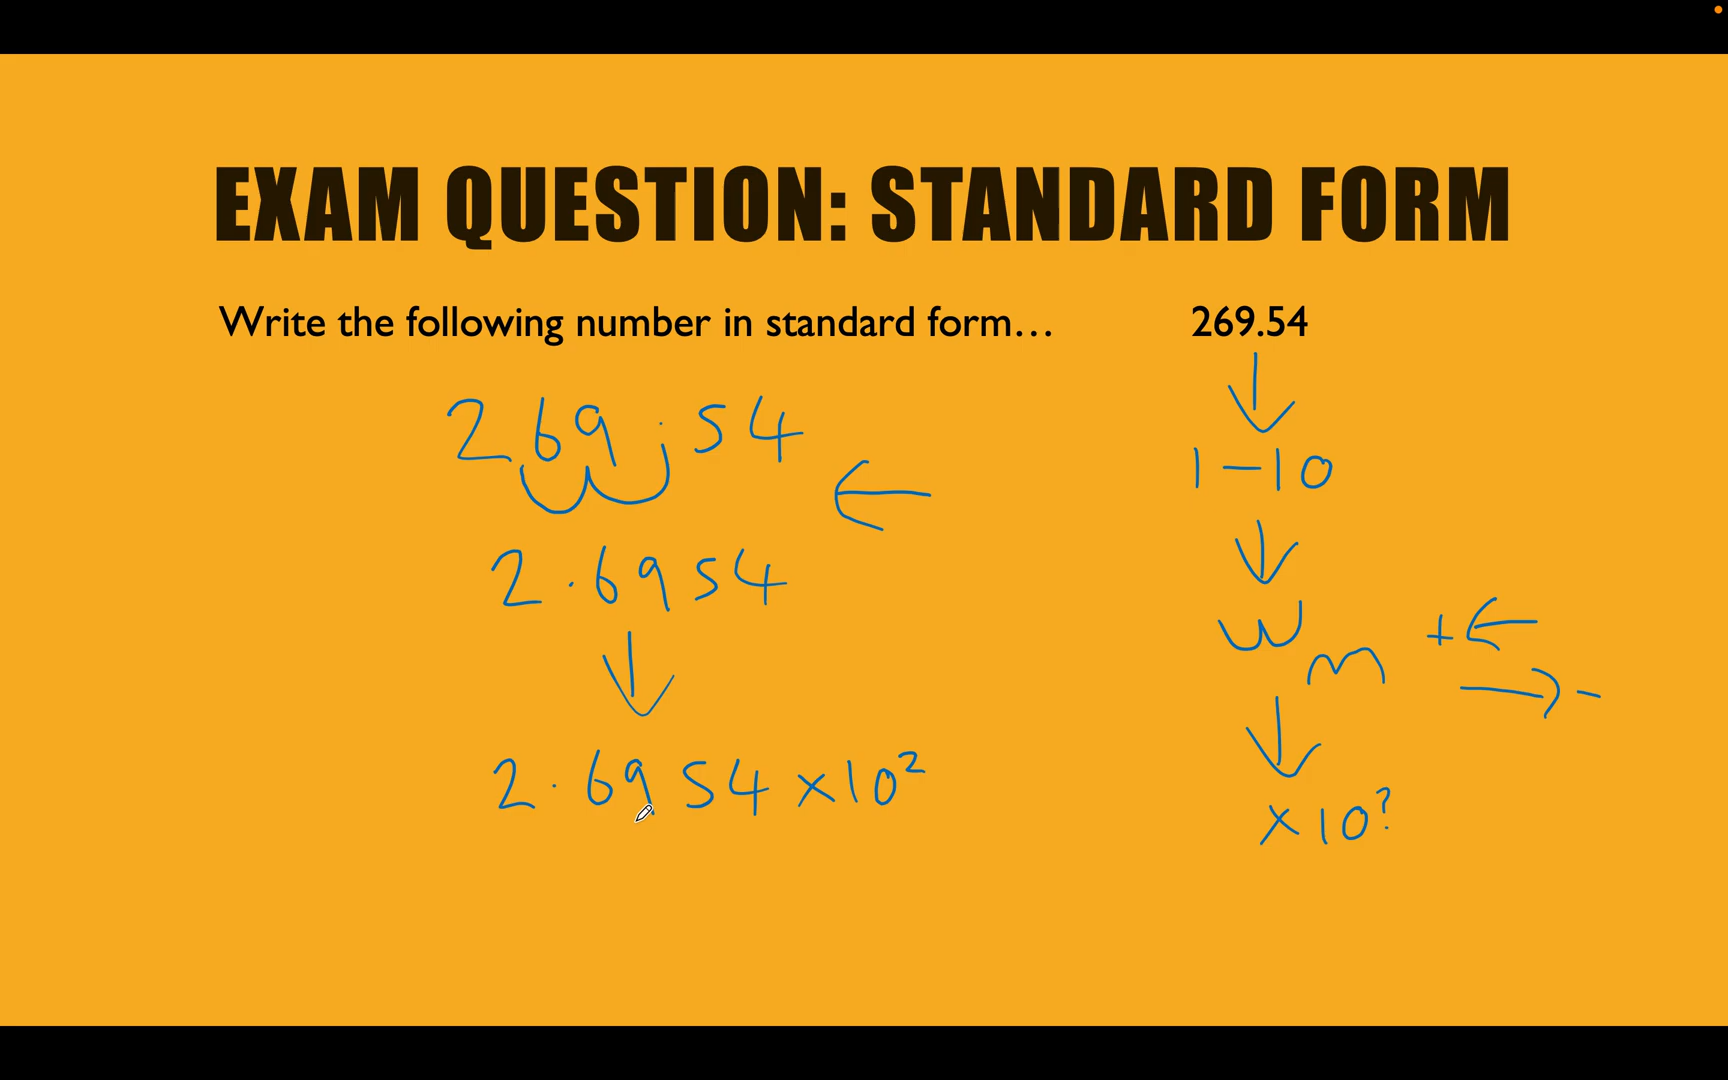 EXAM QUESTION: STANDARD FORM
Write the following number in standard form... 269.54
269.54
2.6954
2.6954 x10²
1-10
+
-
x10?